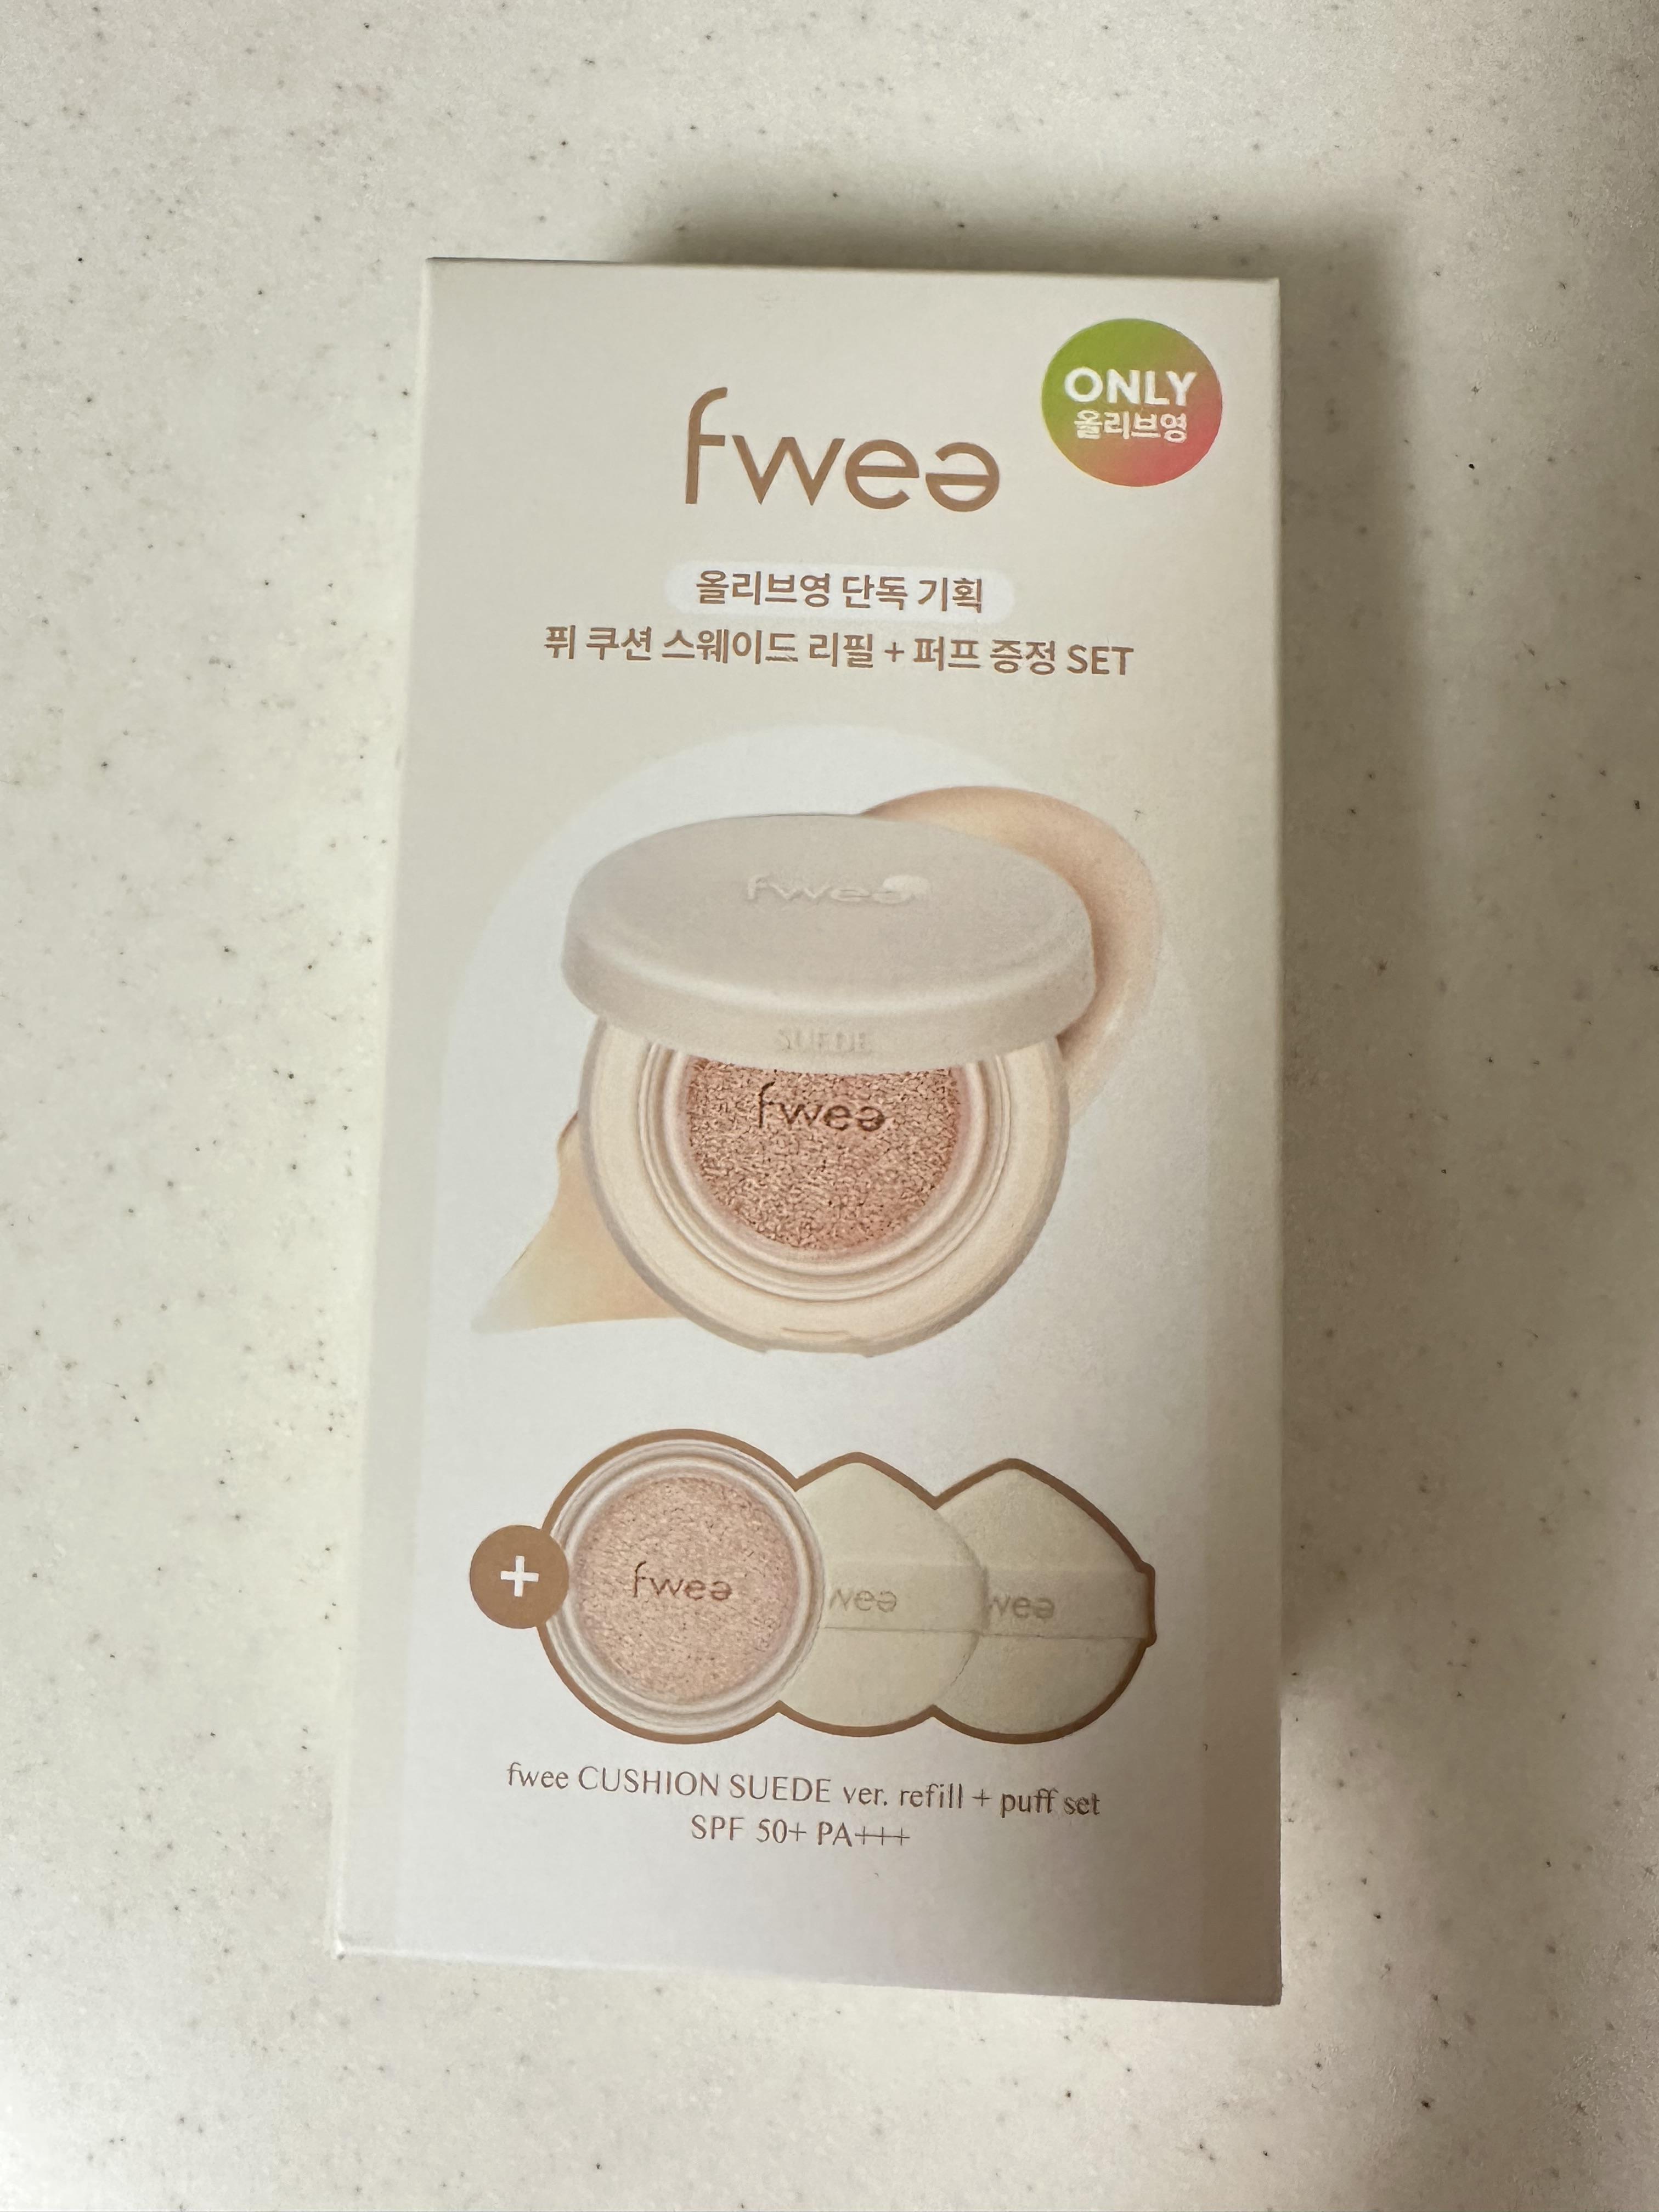 fwee
ONLY
올리브영
올리브영 단독 기획
퓌 쿠션 스웨이드 리필 + 퍼프 증정 SET
fwee
SUEDE
fwee
+
fwee
wee
wee
fwee CUSHION SUEDE ver. refill + puff set
SPF 50+ PA+++